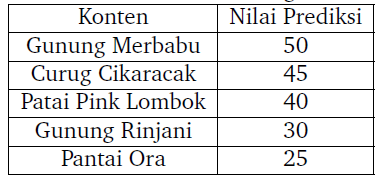 Konten Nilai Prediksi
Gunung Merbabu 50
Curug Cikaracak 45
Patai Pink Lombok 40
Gunung Rinjani 30
Pantai Ora 25